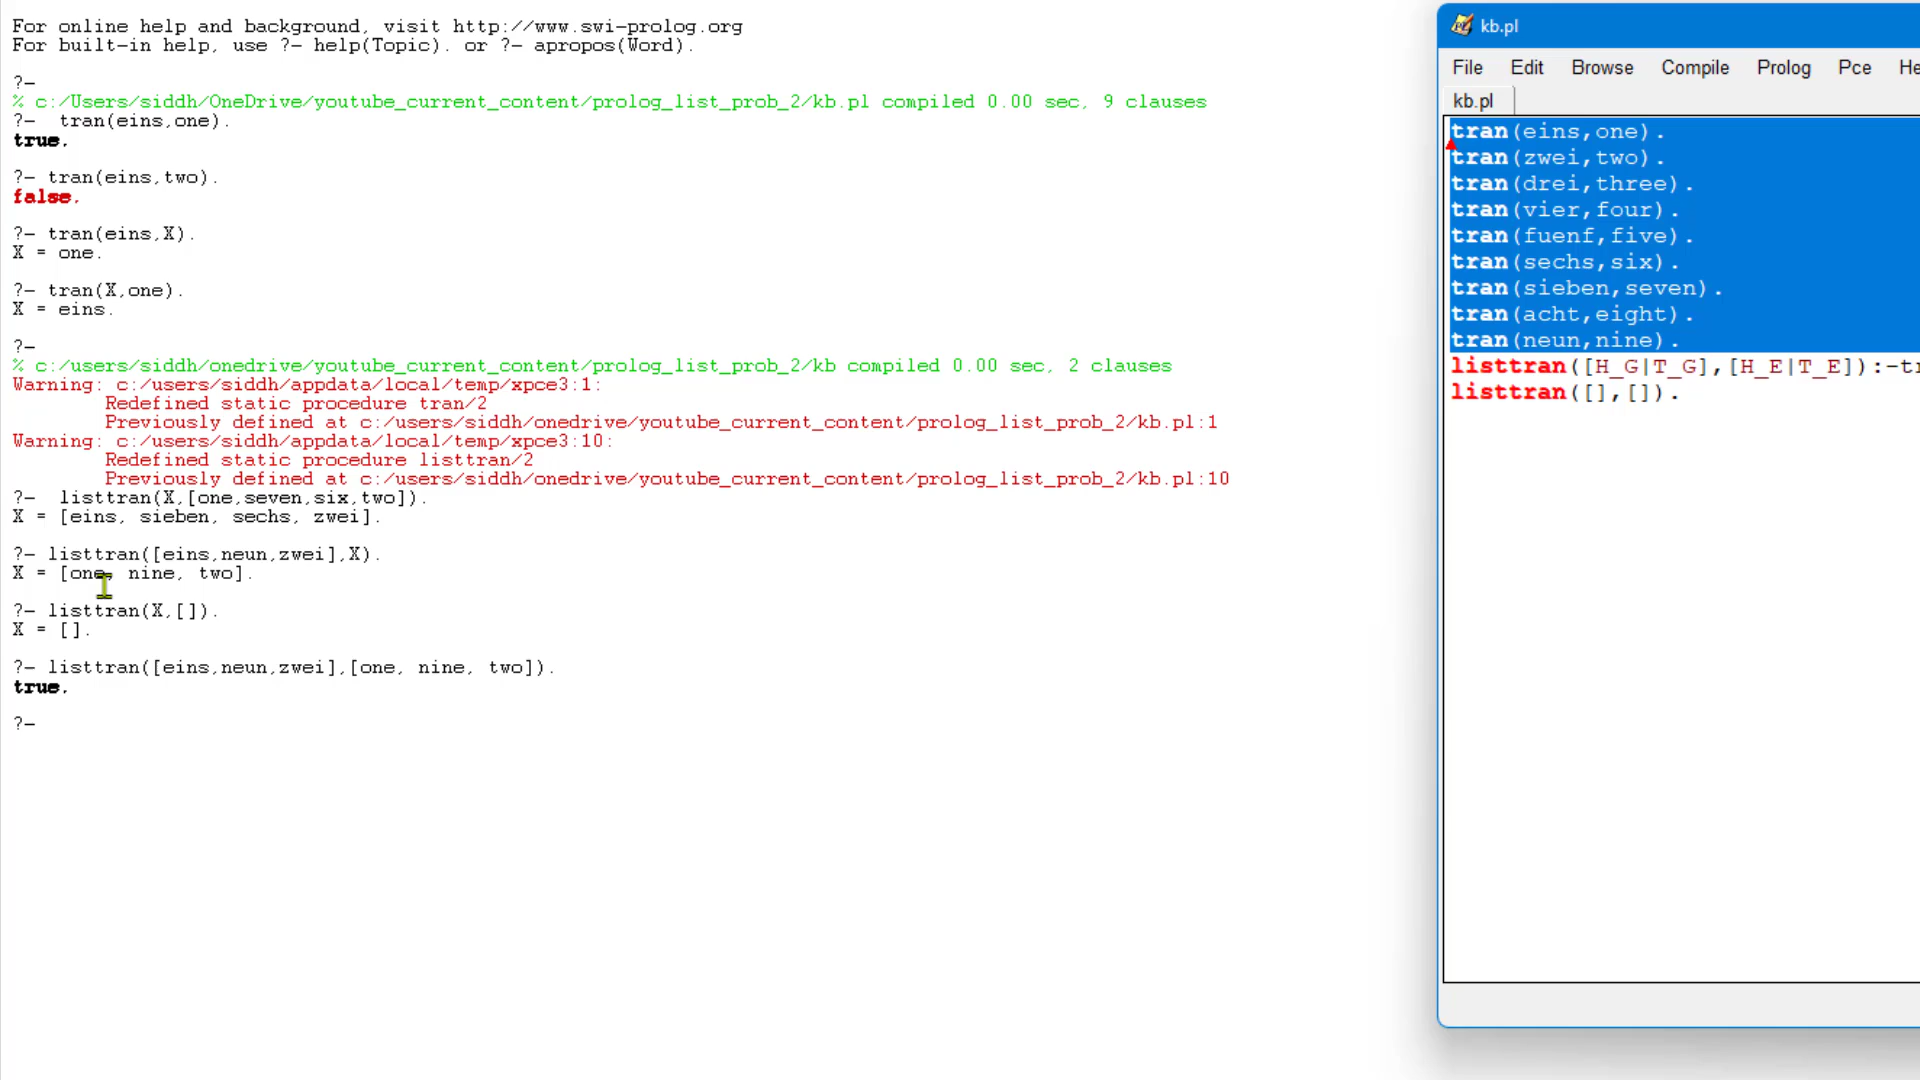 For online help and background, visit http://www.swi-prolog.org
For built-in help, use ?- help(Topic). or ?- apropos(Word).
?-
% c:/Users/siddh/OneDrive/youtube_current_content/prolog_list_prob_2/kb.pl compiled 0.00 sec, 9 clauses
?-  tran(eins,one).
true.
?- tran(eins,two).
false.
?- tran(eins,X).
X = one.
?- tran(X,one).
X = eins.
?-
% c:/users/siddh/onedrive/youtube_current_content/prolog_list_prob_2/kb compiled 0.00 sec, 2 clauses
Warning: c:/users/siddh/appdata/local/temp/xpce3:1:
Redefined static procedure tran/2
Previously defined at c:/users/siddh/onedrive/youtube_current_content/prolog_list_prob_2/kb.pl:1
Warning: c:/users/siddh/appdata/local/temp/xpce3:10:
Redefined static procedure listtran/2
Previously defined at c:/users/siddh/onedrive/youtube_current_content/prolog_list_prob_2/kb.pl:10
?-  listtran(X,[one,seven,six,two]).
X = [eins, sieben, sechs, zwei].
?- listtran([eins,neun,zwei],X).
X = [one, nine, two].
?- listtran(X,[]).
X = [].
?- listtran([eins,neun,zwei],[one, nine, two]).
true.
?-
kb.pl
File Edit Browse Compile Prolog Pce He
kb.pl
tran(eins,one).
tran(zwei,two).
tran(drei,three).
tran(vier,four).
tran(fuenf,five).
tran(sechs,six).
tran(sieben,seven).
tran(acht,eight).
tran(neun,nine).
listtran([H_G|T_G],[H_E|T_E]):-tr
listtran([],[]).